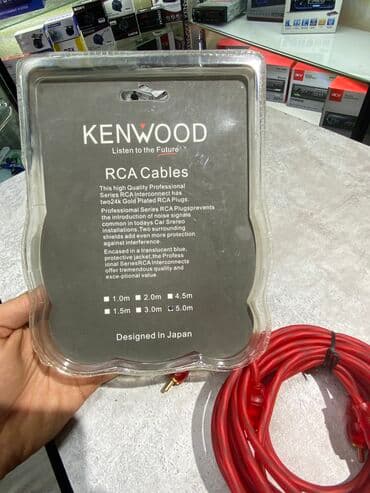 KENWOOD
Listen to the Future
RCA Cables
This high Quality Professional
Series RCA Interconnect has
two24k Gold Plated RCA Plugs.
Professiomal Series RCA Plugsprevents
the introduction of noise signals
common in todays Car Srereo
installations. Two surrounding
shields add even more protection
against interference.
Encased in a translucent blue,
protective jacket,the Profess
ional SeriesRCA Interconnects
offer tremendous quality and
exce-ptional value
1.0m 2.0m 4.5m
1.5m 3.0m 5.0m
Designed in Japan